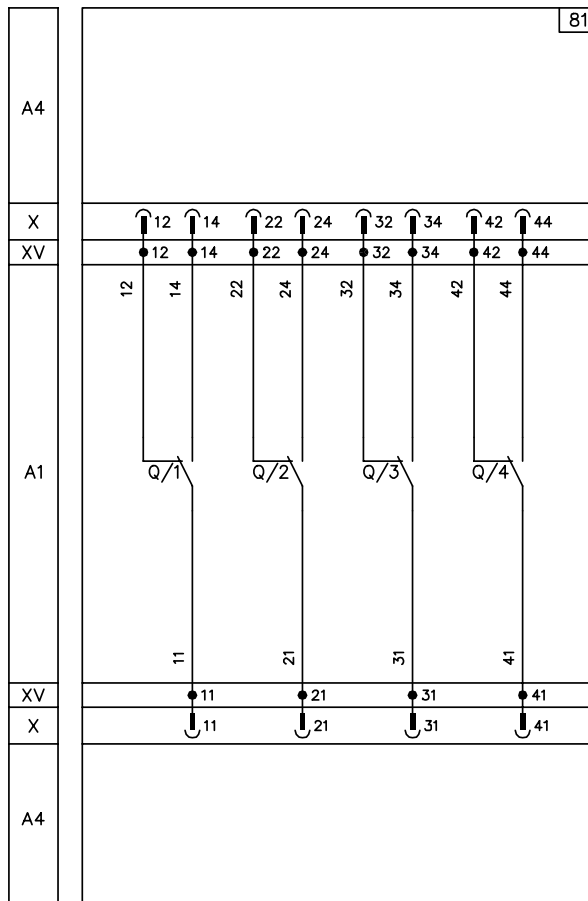 81
A4
X 12 14 22 24 32 34 42 44
XV 12 14 22 24 32 34 42 44
12 14 22 24 32 34 42 44
A1 Q/1 Q/2 Q/3 Q/4
11 21 31 41
XV 11 21 31 41
X 11 21 31 41
A4